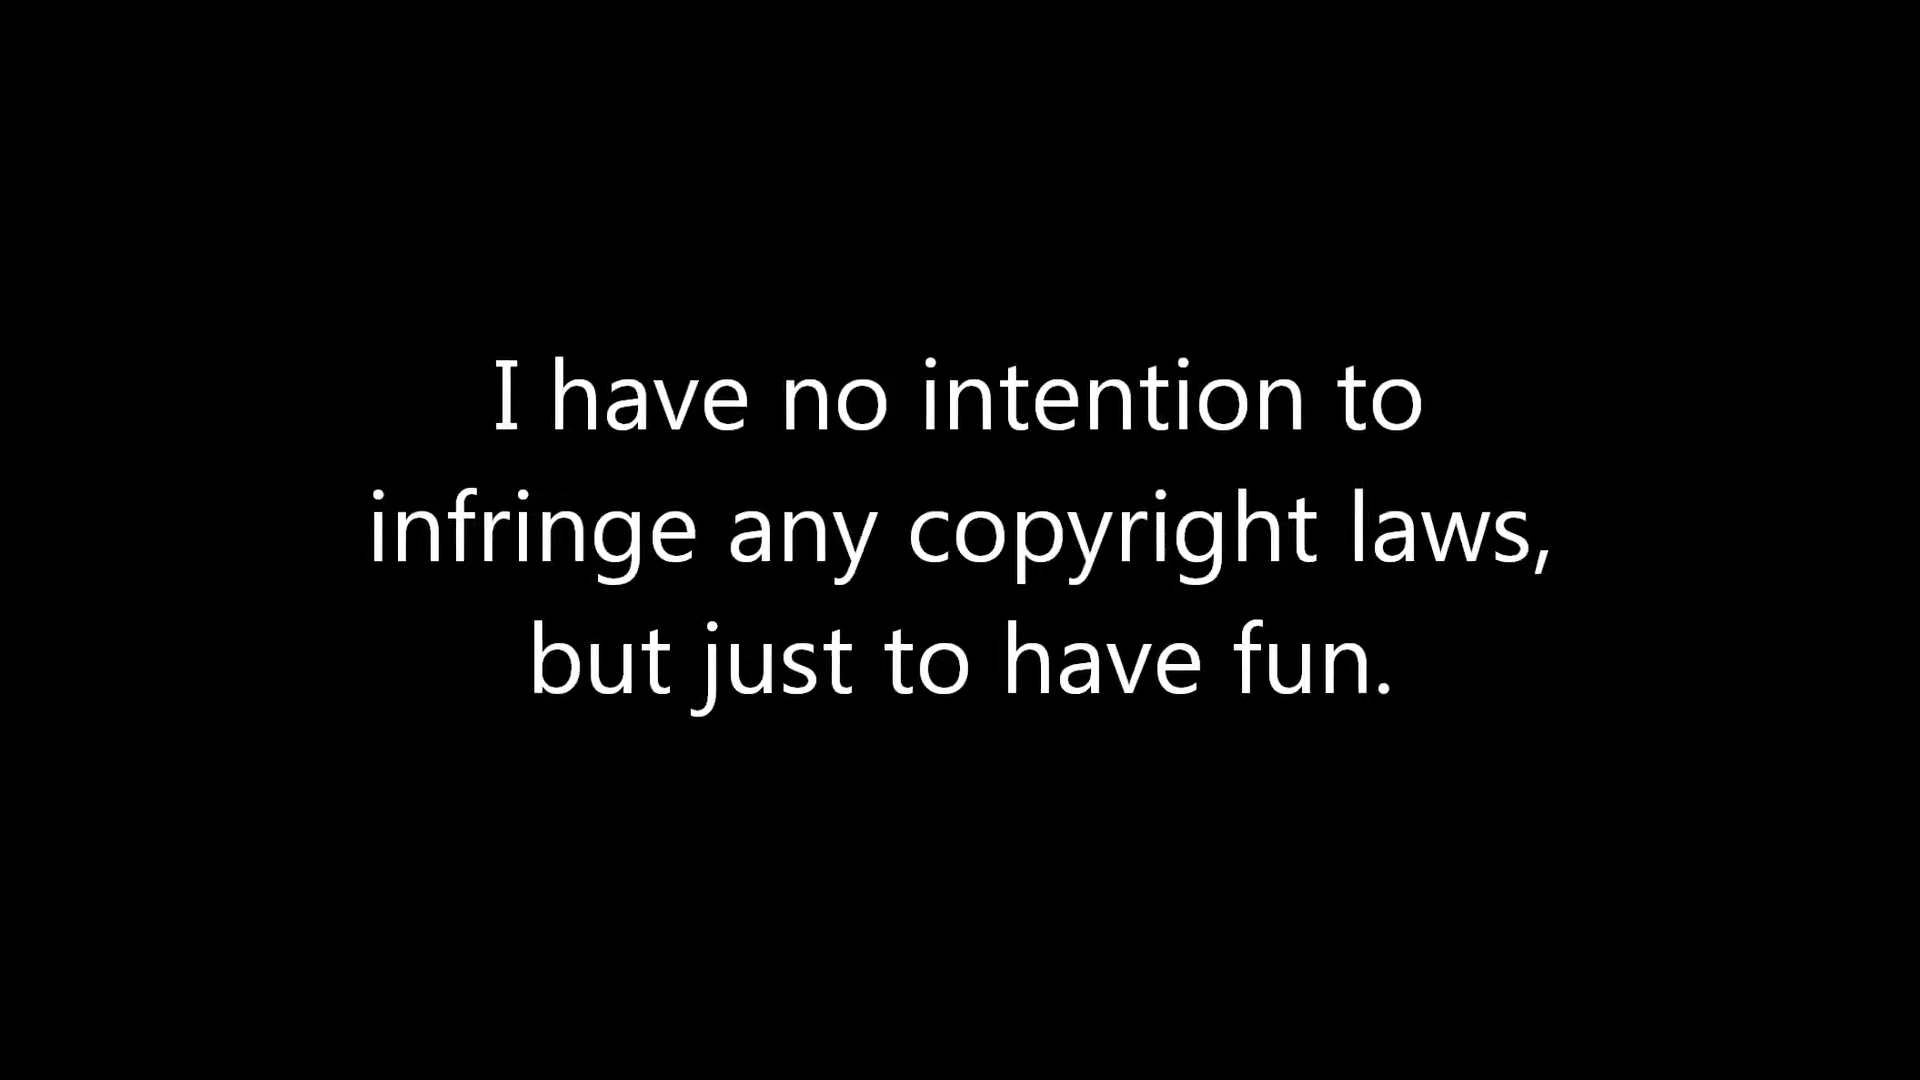 I have no intention to
infringe any copyright laws,
but just to have fun.